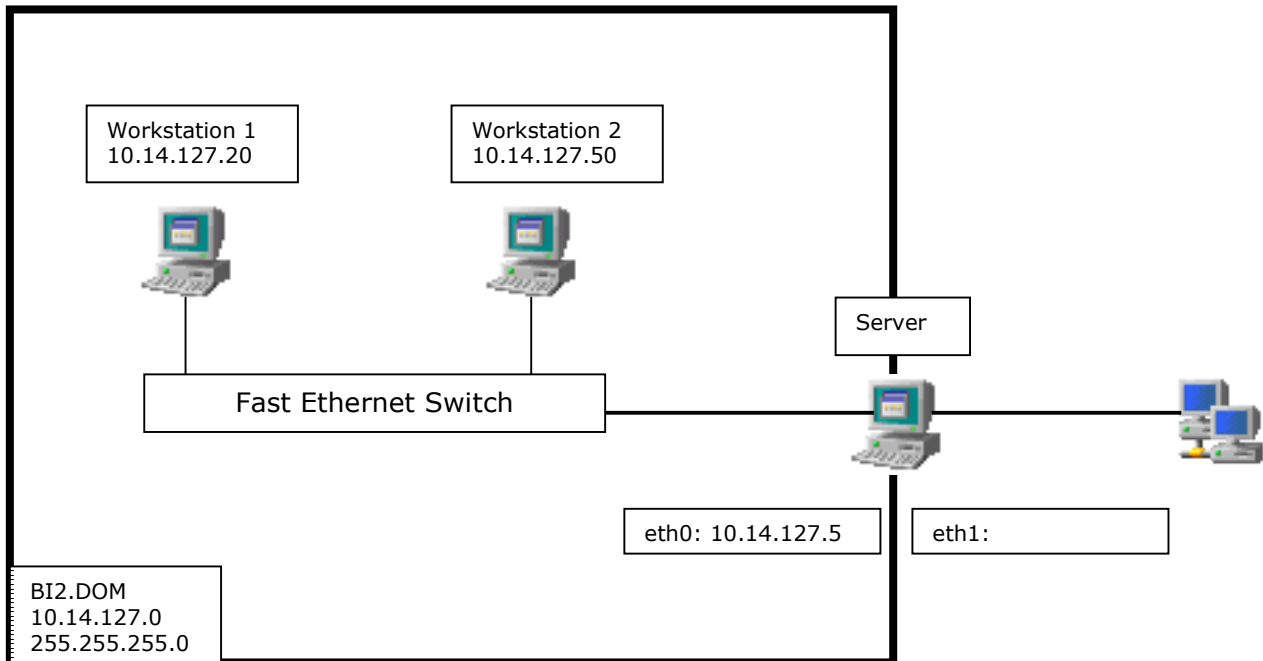 Workstation 1
10.14.127.20
Workstation 2
10.14.127.50
Server
Fast Ethernet Switch
eth0: 10.14.127.5
eth1:
BI2.DOM
10.14.127.0
255.255.255.0